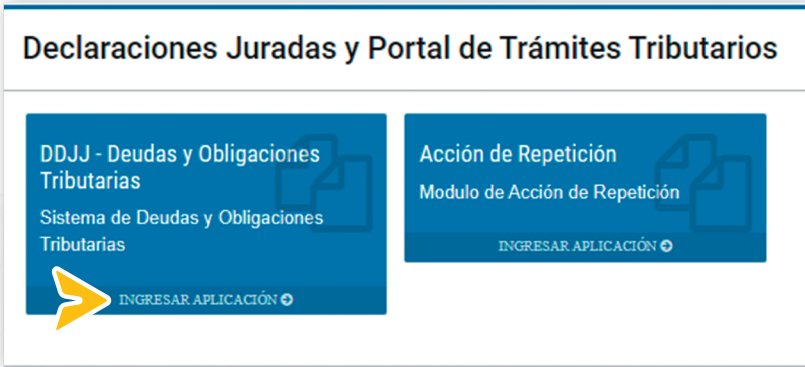 Declaraciones Juradas y Portal de Trámites Tributarios
DDJJ - Deudas y Obligaciones
Tributarias
Sistema de Deudas y Obligaciones
Tributarias
INGRESAR APLICACIÓN
Acción de Repetición
Modulo de Acción de Repetición
INGRESAR APLICACIÓN